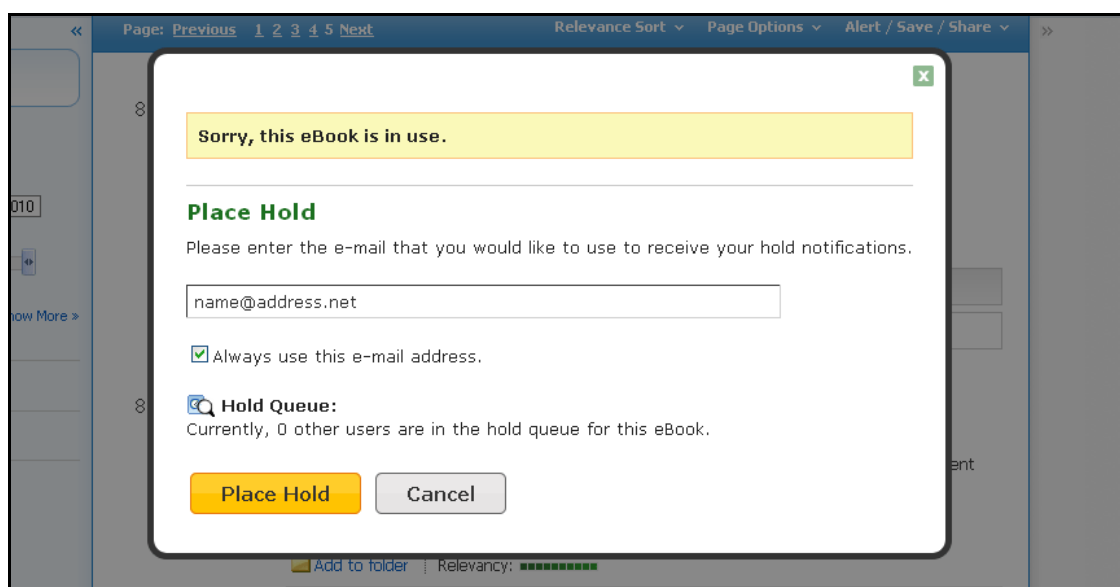 «
Page: Previous 1 2 3 4 5 Next
Relevance Sort
Page Options
Alert / Save / Share
»
8
Sorry, this eBook is in use.
010
Place Hold
Please enter the e-mail that you would like to use to receive your hold notifications.
name@address.net
ow More »
Always use this e-mail address.
8
Hold Queue:
Currently, 0 other users are in the hold queue for this eBook.
ent
Place Hold
Cancel
Add to folder
Relevancy: